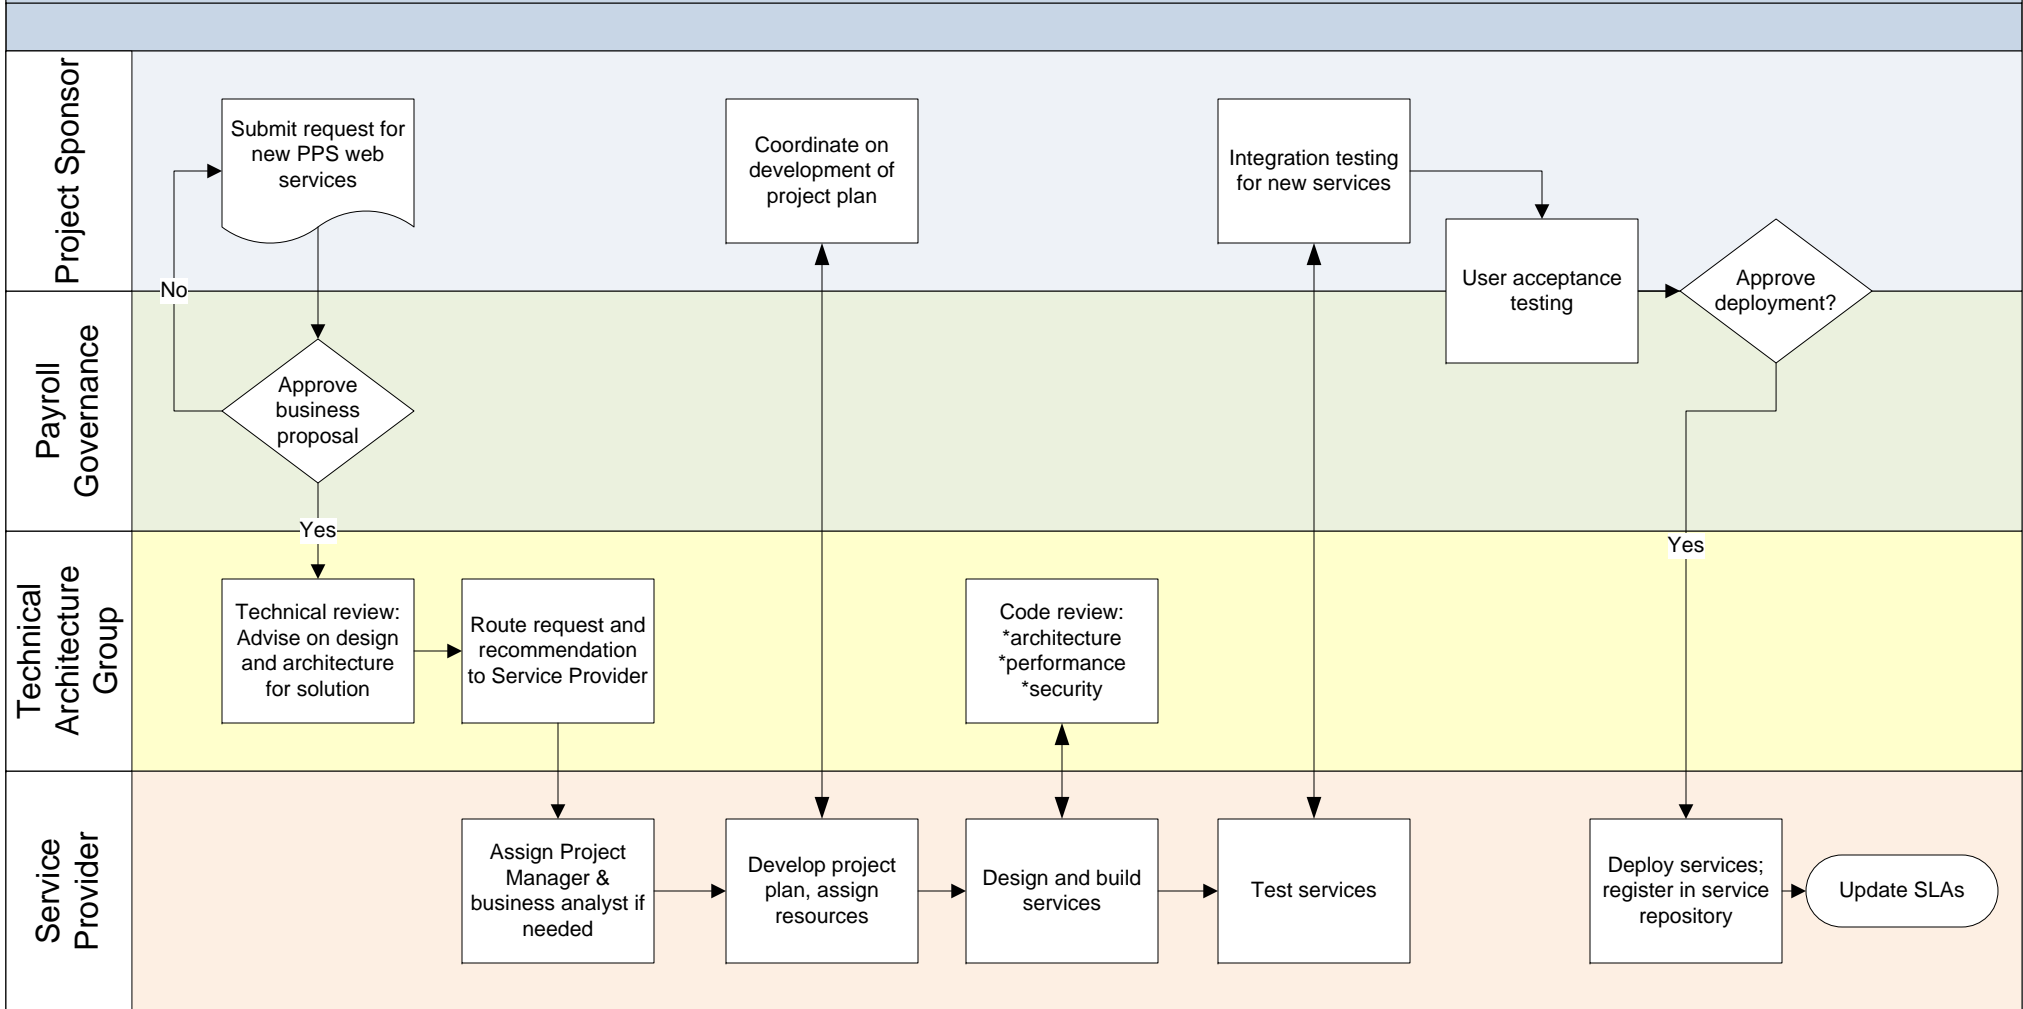 Project Sponsor
Submit request for
new PPS web
services
Coordinate on
development of
project plan
Integration testing
for new services
User acceptance
testing
Approve
deployment?
No
Payroll
Governance
Approve
business
proposal
Yes
Yes
Technical
Architecture
Group
Technical review:
Advise on design
and architecture
for solution
Route request and
recommendation
to Service Provider
Code review:
*architecture
*performance
*security
Service
Provider
Assign Project
Manager &
business analyst if
needed
Develop project
plan, assign
resources
Design and build
services
Test services
Deploy services;
register in service
repository
Update SLAs